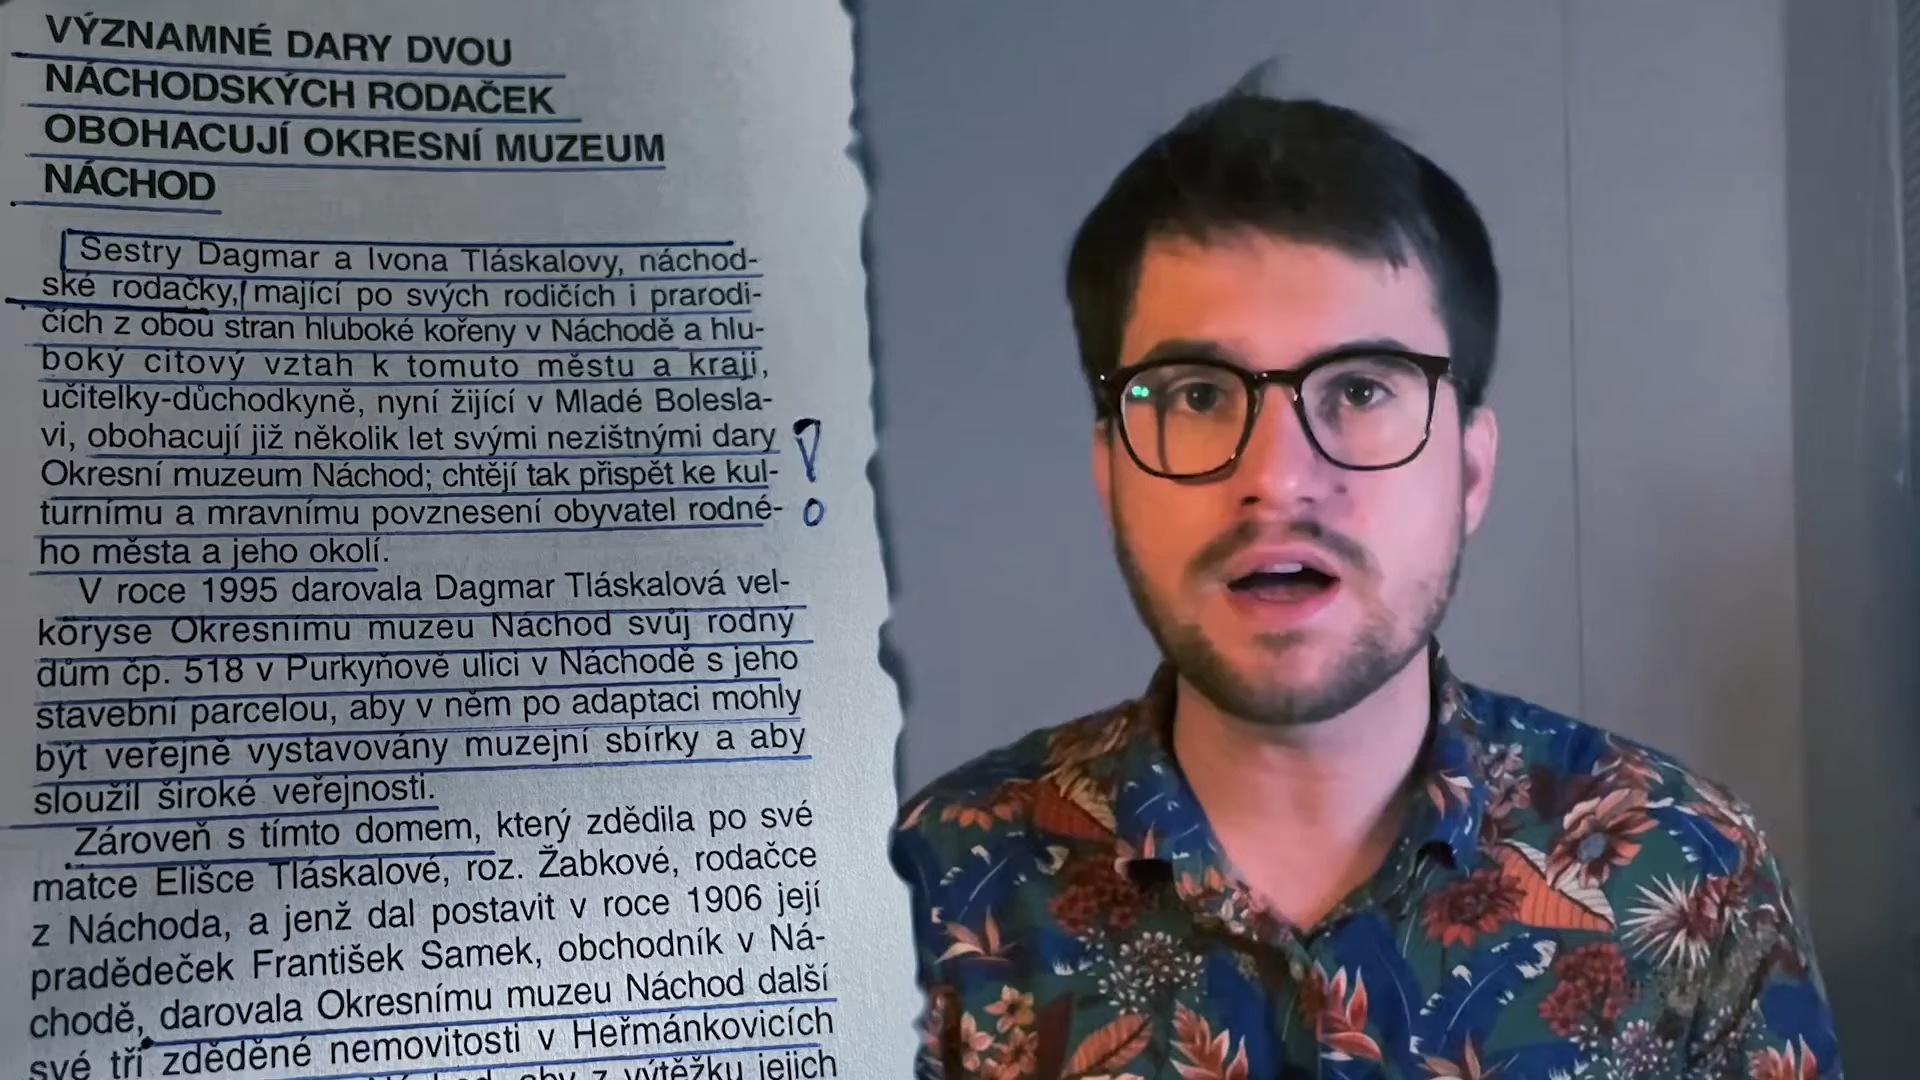 VÝZNAMNÉ DARY DVOU
NÁCHODSKÝCH RODAČEK
OBOHACUJÍ OKRESNÍ MUZEUM
NÁCHOD
Sestry Dagmar a Ivona Tláskalovy, náchod-
ské rodačky, mající po svých rodičích i prarodi-
čích z obou stran hluboké kořeny v Náchodě a hlu-
boký citový vztah k tomuto městu a kraji,
učitelky-důchodkyně, nyní žijící v Mladé Bolesla-
vi, obohacují již několik let svými nezištnými dary
Okresní muzeum Náchod; chtějí tak přispět ke kul-
turnímu a mravnímu povznesení obyvatel rodné-
ho města a jeho okolí.
V roce 1995 darovala Dagmar Tláskalová vel-
koryse Okresnímu muzeu Náchod svůj rodný
dům čp. 518 v Purkyňově ulici v Náchodě s jeho
stavební parcelou, aby v něm po adaptaci mohly
být veřejně vystavovány muzejní sbírky a aby
sloužil široké veřejnosti.
Zároveň s tímto domem, který zdědila po své
matce Elišce Tláskalové, roz. Žabkové, rodačce
z Náchoda, a jenž dal postavit v roce 1906 její
pradědeček František Samek, obchodník v Ná-
chodě, darovala Okresnímu muzeu Náchod další
své tři zděděné nemovitosti v Heřmánkovicích
aby z výtěžku jejich